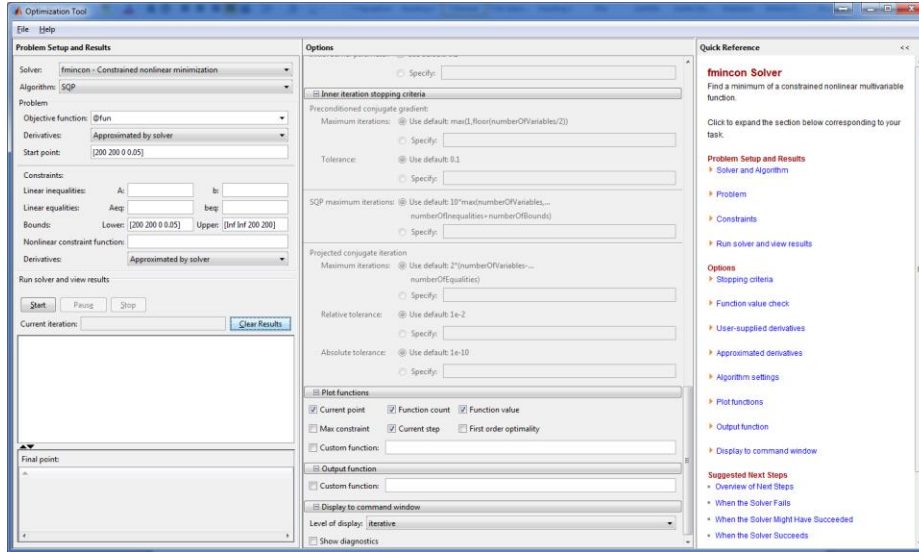 Optimization Tool
File Help
Problem Setup and Results
Solver: fmincon - Constrained nonlinear minimization
Algorithm: SQP
Problem
Objective function: @fun
Derivatives: Approximated by solver
Start point: [200 200 0 0.05]
Constraints:
Linear inequalities: A: b:
Linear equalities: Aeq: beq:
Bounds: Lower: [200 200 0 0.05] Upper: [Inf Inf 200 200]
Nonlinear constraint function:
Derivatives: Approximated by solver
Run solver and view results
Start Pause Stop
Current iteration: Clear Results
Final point:
Options
Specify:
Inner iteration stopping criteria
Preconditioned conjugate gradient:
Maximum iterations: Use default: max(1,floor(numberOfVariables/2))
Specify:
Tolerance: Use default: 0.1
Specify:
SQP maximum iterations: Use default: 10*max(numberOfVariables,...
numberOfInequalities+numberOfBounds)
Specify:
Projected conjugate iteration
Maximum iterations: Use default: 2*(numberOfVariables-...
numberOfEqualities)
Specify:
Relative tolerance: Use default: 1e-2
Specify:
Absolute tolerance: Use default: 1e-10
Specify:
Plot functions
Current point Function count Function value
Max constraint Current step First order optimality
Custom function:
Output function
Custom function:
Display to command window
Level of display: iterative
Show diagnostics
Quick Reference <<
fmincon Solver
Find a minimum of a constrained nonlinear multivariable
function.
Click to expand the section below corresponding to your
task.
Problem Setup and Results
Solver and Algorithm
Problem
Constraints
Run solver and view results
Options
Stopping criteria
Function value check
User-supplied derivatives
Approximated derivatives
Algorithm settings
Plot functions
Output function
Display to command window
Suggested Next Steps
Overview of Next Steps
When the Solver Fails
When the Solver Might Have Succeeded
When the Solver Succeeds